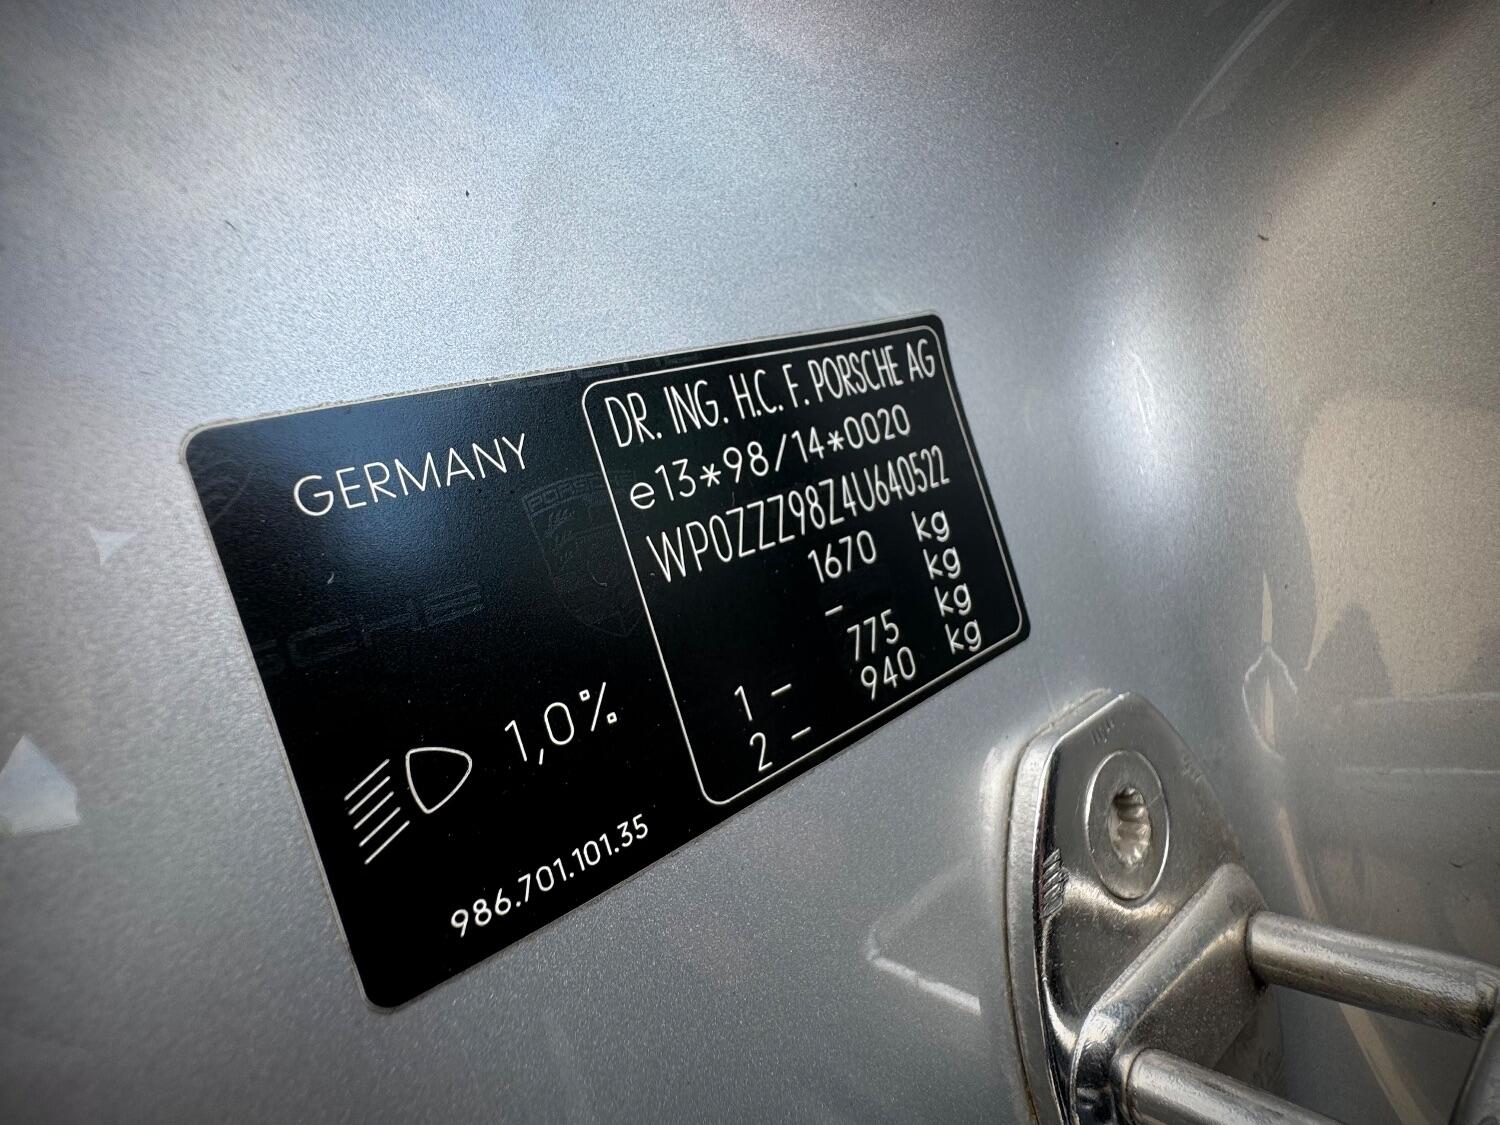 GERMANY
1,0%
986.701.101.35
DR. ING. H.C. F. PORSCHE AG
e13*98/14*0020
WP0ZZZ98Z4U640522
1670 kg
- kg
1 - 775 kg
2 - 940 kg